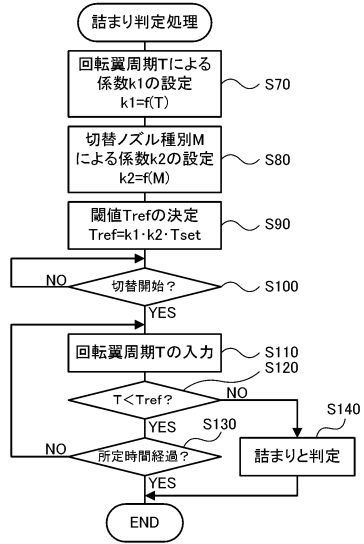 詰まり判定処理
回転翼周期Tによる
係数k1の設定
k1=f(T)
S70
切替ノズル種別M
による係数k2の設定
k2=f(M)
S80
閾値Trefの決定
Tref=k1·k2·Tset
S90
切替開始？
NO
S100
YES
回転翼周期Tの入力
S110
S120
T＜Tref？
NO
YES
S130
S140
所定時間経過？
NO
詰まりと判定
YES
END